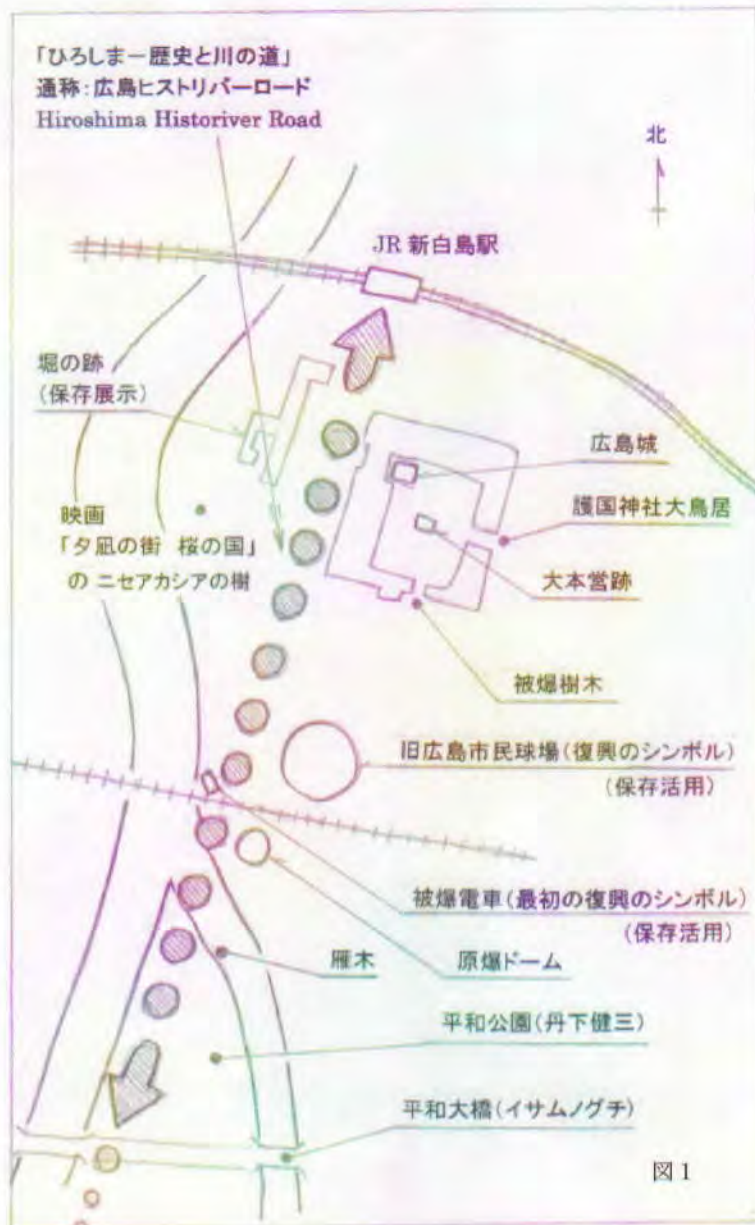 「ひろしまー歴史と川の道」
通称：広島ヒストリバーロード
Hiroshima Historiver Road
北
JR 新白島駅
堀の跡
(保存展示)
広島城
護国神社大鳥居
映画
「夕凪の街 桜の国」
の ニセアカシアの樹
大本営跡
被爆樹木
旧広島市民球場(復興のシンボル)
(保存活用)
被爆電車(最初の復興のシンボル)
(保存活用)
雁木
原爆ドーム
平和公園(丹下健三)
平和大橋(イサムノグチ)
図1